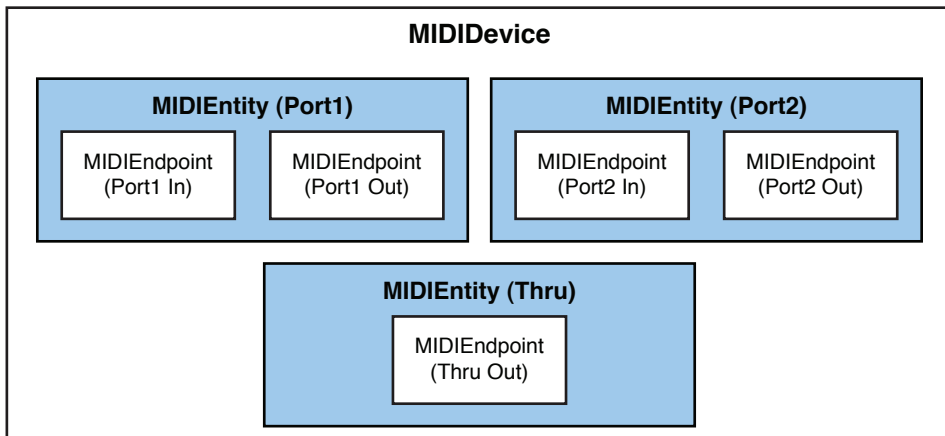 MIDIDevice
MIDIEntity (Port1)
MIDIEndpoint
(Port1 In)
MIDIEndpoint
(Port1 Out)
MIDIEntity (Port2)
MIDIEndpoint
(Port2 In)
MIDIEndpoint
(Port2 Out)
MIDIEntity (Thru)
MIDIEndpoint
(Thru Out)